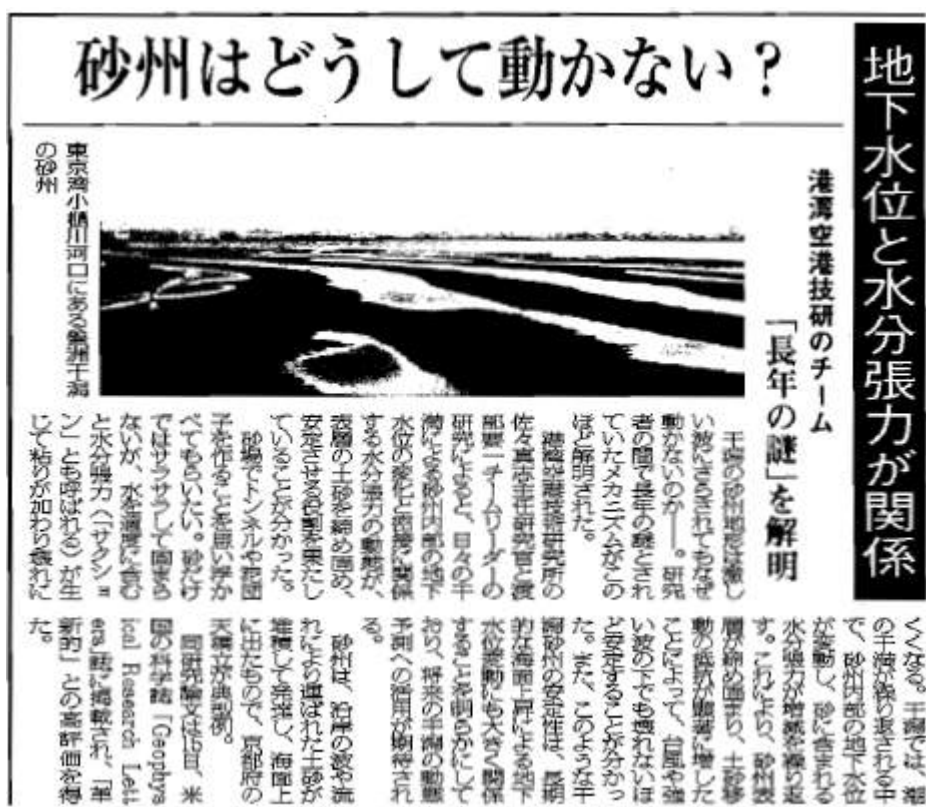 砂州はどうして動かない？
地下水位と水分張力が関係
港湾空港技研のチーム
「長年の謎」を解明
東京湾小櫃川河口にある盤洲干潟
の砂州
干潟の砂州地形は激し
い波にさらされてもなぜ
動かないのか――。研究
者の間で長年の謎とされ
ていたメカニズムがこの
ほど解明された。
港湾空港技術研究所の
佐々真志主任研究官と渡
部要一チームリーダーの
研究によると、日々の干
潮による砂州内部の地下
水位の変化と密接に関係
する水分張力の動態が、
表層の土砂を締め固め、
安定させる役割を果たし
ていることが分かった。
砂場でトンネルや泥団
子を作ることを思い浮か
べてもらいたい。砂だけ
ではサラサラして固まら
ないが、水を適度に含む
と水分張力（「サクショ
ン」とも呼ばれる）が生
じて粘りが加わり壊れに
くくなる。干潟では、潮
の干満が繰り返される中
で、砂州内部の地下水位
が変動し、砂に含まれる
水分張力が増減を繰り返
す。これにより、砂州表
層が締め固まり、土砂移
動の抵抗が顕著に増した
ことによって、台風や強
い波の下でも壊れないほ
ど安定することが分かっ
た。また、このような干
潟砂州の安定性は、長期
的な海面上昇による地下
水位変動にも大きく関係
することを明らかにして
おり、将来の干潟の動態
予測への活用が期待され
る。
砂州は、沿岸の波や流
れにより運ばれた土砂が
堆積して発達し、海面上
に出たもので、京都府の
天橋立が典型例。
同研究論文は16日、米
国の科学誌「Geophys
ical Research Lett
ers」誌に掲載され、「革
新的」との高評価を得
た。